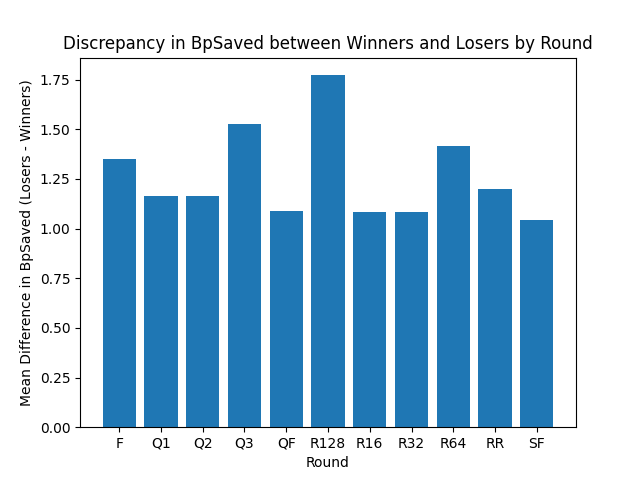 Discrepancy in BpSaved between Winners and Losers by Round
Mean Difference in BpSaved (Losers - Winners)
1.75
1.50
1.25
1.00
0.75
0.50
0.25
0.00
F Q1 Q2 Q3 QF R128 R16 R32 R64 RR SF
Round